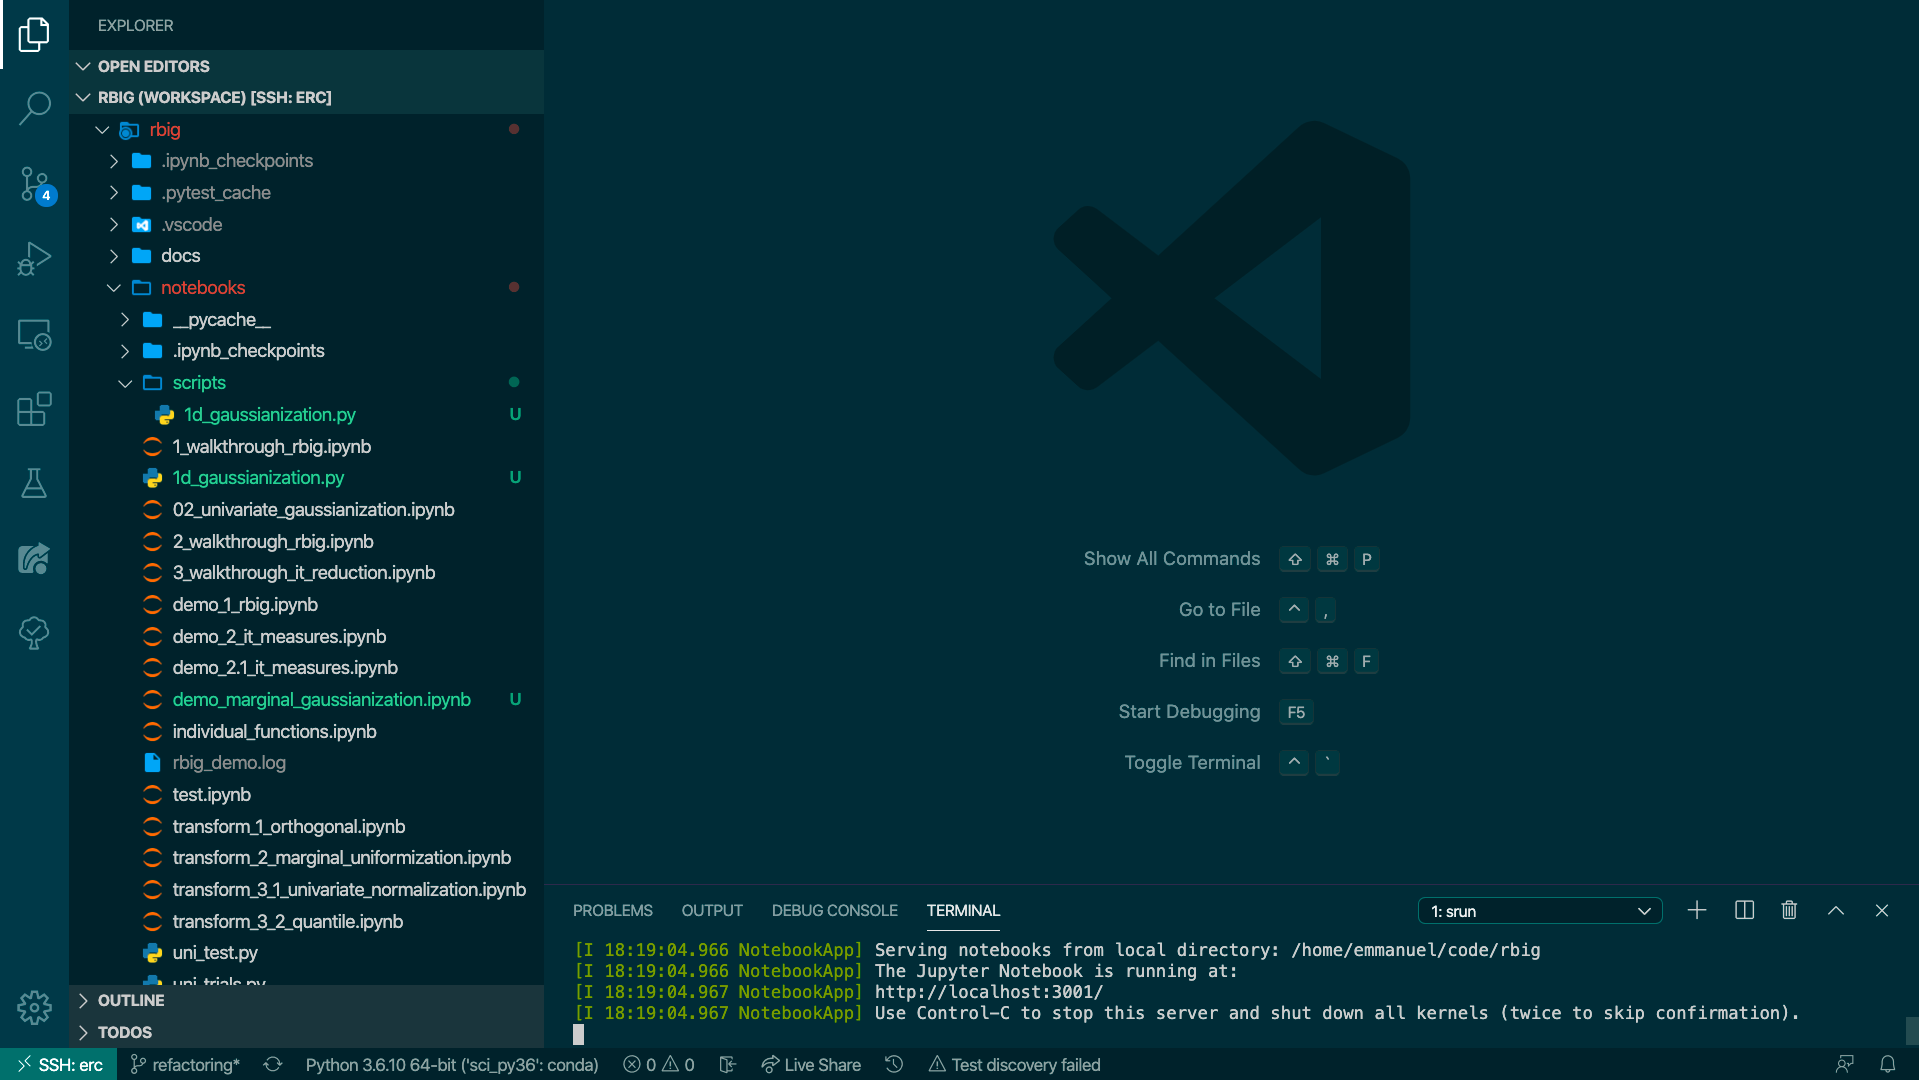 EXPLORER
OPEN EDITORS
RBIG (WORKSPACE) [SSH: ERC]
rbig
.ipynb_checkpoints
.pytest_cache
.vscode
docs
notebooks
__pycache__
.ipynb_checkpoints
scripts
1d_gaussianization.py U
1_walkthrough_rbig.ipynb
1d_gaussianization.py U
02_univariate_gaussianization.ipynb
2_walkthrough_rbig.ipynb
3_walkthrough_it_reduction.ipynb
demo_1_rbig.ipynb
demo_2_it_measures.ipynb
demo_2.1_it_measures.ipynb
demo_marginal_gaussianization.ipynb U
individual_functions.ipynb
rbig_demo.log
test.ipynb
transform_1_orthogonal.ipynb
transform_2_marginal_uniformization.ipynb
transform_3_1_univariate_normalization.ipynb
transform_3_2_quantile.ipynb
uni_test.py
uni_trials.py
OUTLINE
TODOS
4
Show All Commands ⇧ ⌘ P
Go to File ^ ,
Find in Files ⇧ ⌘ F
Start Debugging F5
Toggle Terminal ^ `
PROBLEMS OUTPUT DEBUG CONSOLE TERMINAL 1: srun
[I 18:19:04.966 NotebookApp] Serving notebooks from local directory: /home/emmanuel/code/rbig
[I 18:19:04.966 NotebookApp] The Jupyter Notebook is running at:
[I 18:19:04.967 NotebookApp] http://localhost:3001/
[I 18:19:04.967 NotebookApp] Use Control-C to stop this server and shut down all kernels (twice to skip confirmation).
SSH: erc refactoring* Python 3.6.10 64-bit ('sci_py36': conda) 0 0 Live Share Test discovery failed